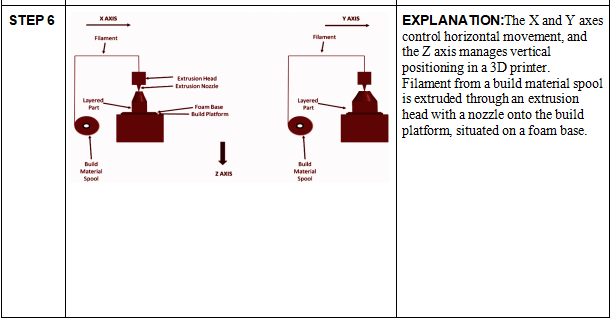 STEP 6
X AXIS
Filament
Extrusion Head
Extrusion Nozzle
Layered
Part
Foam Base
Build Platform
Build
Material
Spool
Z AXIS
Y AXIS
Filament
Layered
Part
Build
Material
Spool
EXPLANATION:The X and Y axes
control horizontal movement, and
the Z axis manages vertical
positioning in a 3D printer.
Filament from a build material spool
is extruded through an extrusion
head with a nozzle onto the build
platform, situated on a foam base.